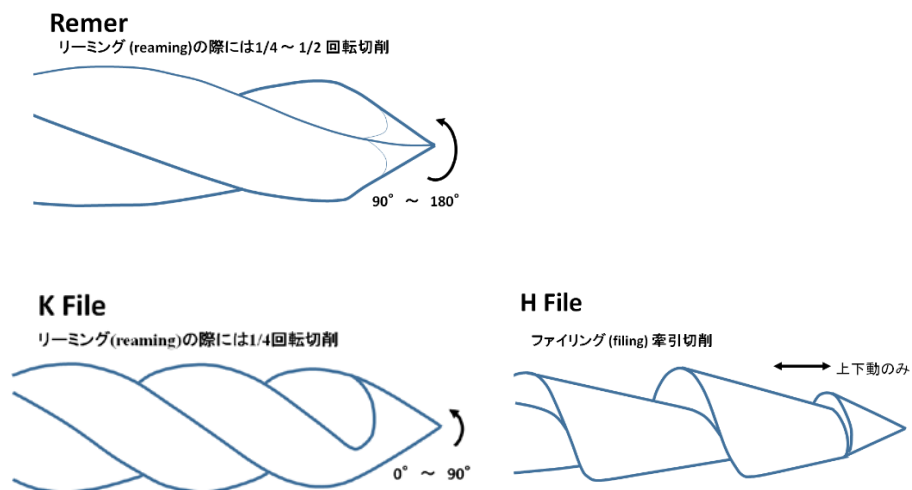 Remer
リーミング (reaming)の際には1/4 ~ 1/2 回転切削
90° ~ 180°
K File
リーミング(reaming)の際には1/4回転切削
0° ~ 90°
H File
ファイリング (filing) 牽引切削
上下動のみ